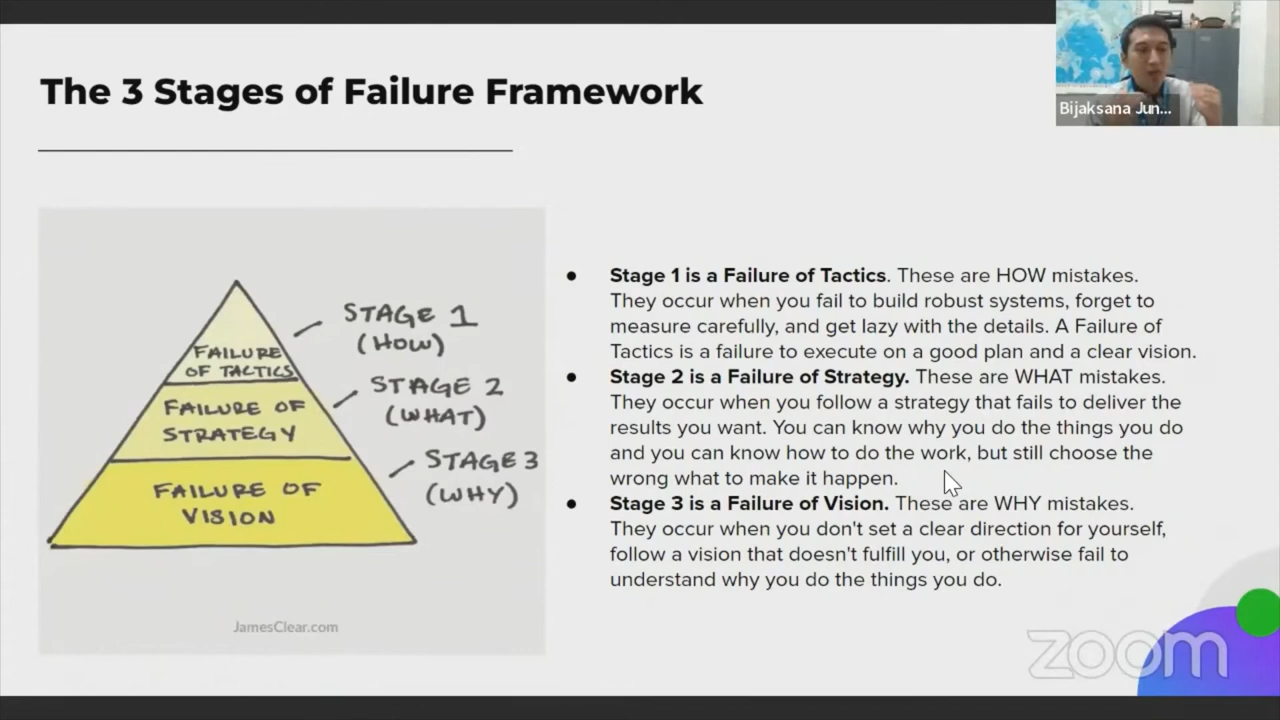 The 3 Stages of Failure Framework
Bijaksana Jun...
STAGE 1
(HOW)
FAILURE
OF TACTICS
STAGE 2
(WHAT)
FAILURE OF
STRATEGY
STAGE 3
(WHY)
FAILURE OF
VISION
JamesClear.com
● Stage 1 is a Failure of Tactics. These are HOW mistakes.
They occur when you fail to build robust systems, forget to
measure carefully, and get lazy with the details. A Failure of
Tactics is a failure to execute on a good plan and a clear vision.
● Stage 2 is a Failure of Strategy. These are WHAT mistakes.
They occur when you follow a strategy that fails to deliver the
results you want. You can know why you do the things you do
and you can know how to do the work, but still choose the
wrong what to make it happen.
● Stage 3 is a Failure of Vision. These are WHY mistakes.
They occur when you don't set a clear direction for yourself,
follow a vision that doesn't fulfill you, or otherwise fail to
understand why you do the things you do.
zoom